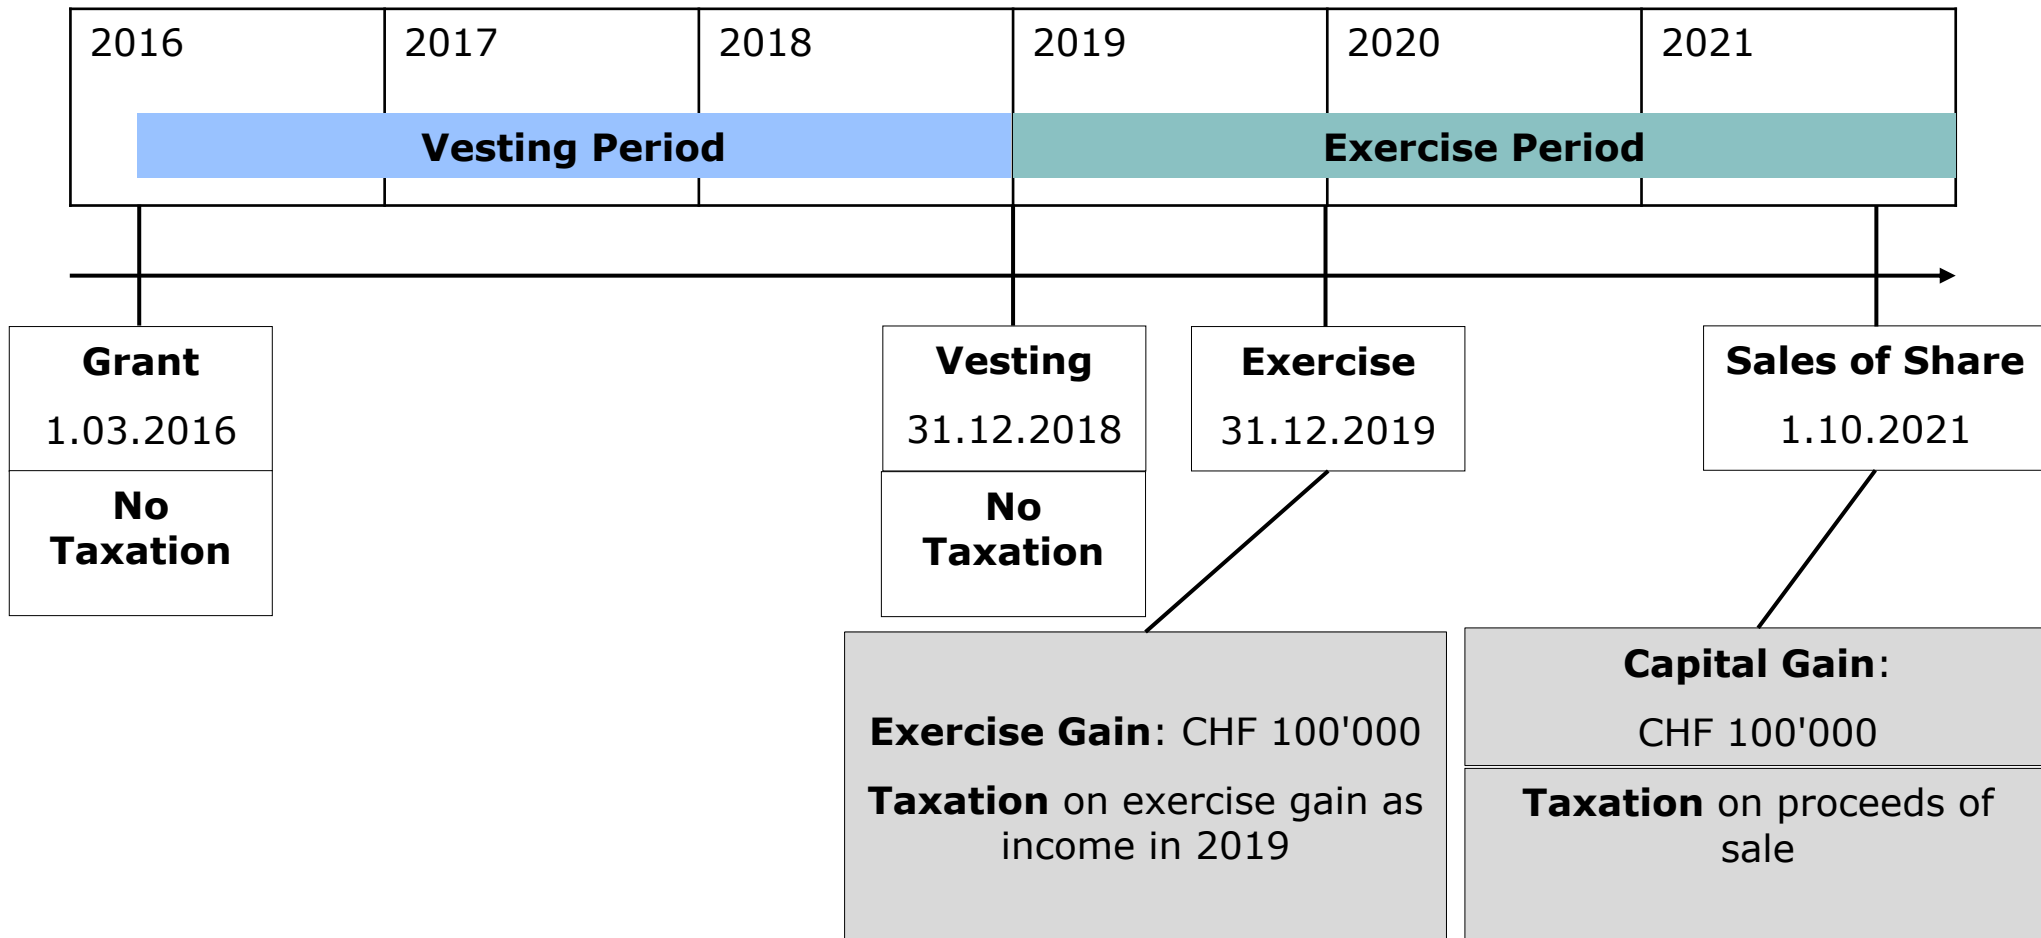 2016
2017
2018
2019
2020
2021
Vesting Period
Exercise Period
Grant
1.03.2016
No
Taxation
Vesting
31.12.2018
No
Taxation
Exercise
31.12.2019
Sales of Share
1.10.2021
Exercise Gain: CHF 100'000
Taxation on exercise gain as
income in 2019
Capital Gain:
CHF 100'000
Taxation on proceeds of
sale